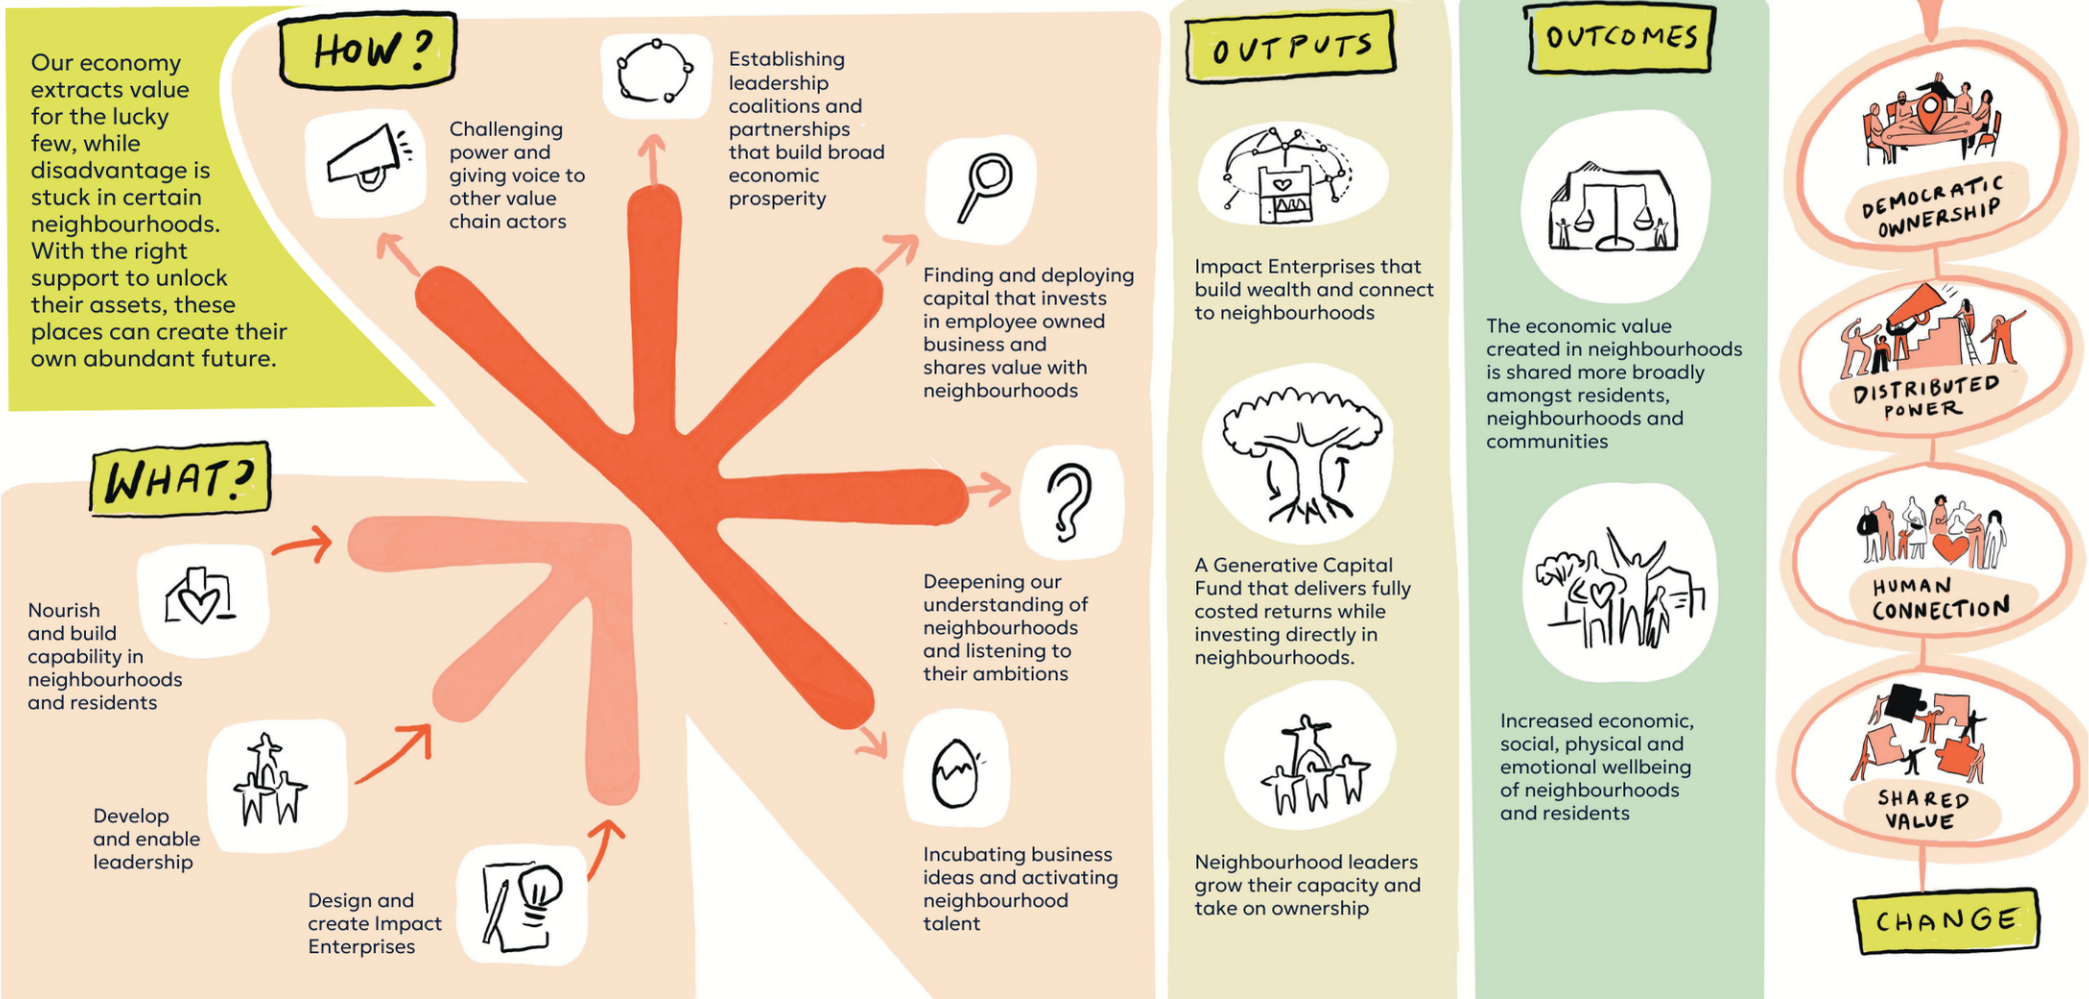 Our economy
extracts value
for the lucky
few, while
disadvantage is
stuck in certain
neighbourhoods.
With the right
support to unlock
their assets, these
places can create their
own abundant future.
WHAT?
Nourish
and build
capability in
neighbourhoods
and residents
Develop
and enable
leadership
Design and
create Impact
Enterprises
HOW?
Challenging
power and
giving voice to
other value
chain actors
Establishing
leadership
coalitions and
partnerships
that build broad
economic
prosperity
Finding and deploying
capital that invests
in employee owned
business and
shares value with
neighbourhoods
Deepening our
understanding of
neighbourhoods
and listening to
their ambitions
Incubating business
ideas and activating
neighbourhood
talent
OUTPUTS
Impact Enterprises that
build wealth and connect
to neighbourhoods
A Generative Capital
Fund that delivers fully
costed returns while
investing directly in
neighbourhoods.
Neighbourhood leaders
grow their capacity and
take on ownership
OUTCOMES
The economic value
created in neighbourhoods
is shared more broadly
amongst residents,
neighbourhoods and
communities
Increased economic,
social, physical and
emotional wellbeing
of neighbourhoods
and residents
DEMOCRATIC
OWNERSHIP
DISTRIBUTED
POWER
HUMAN
CONNECTION
SHARED
VALUE
CHANGE